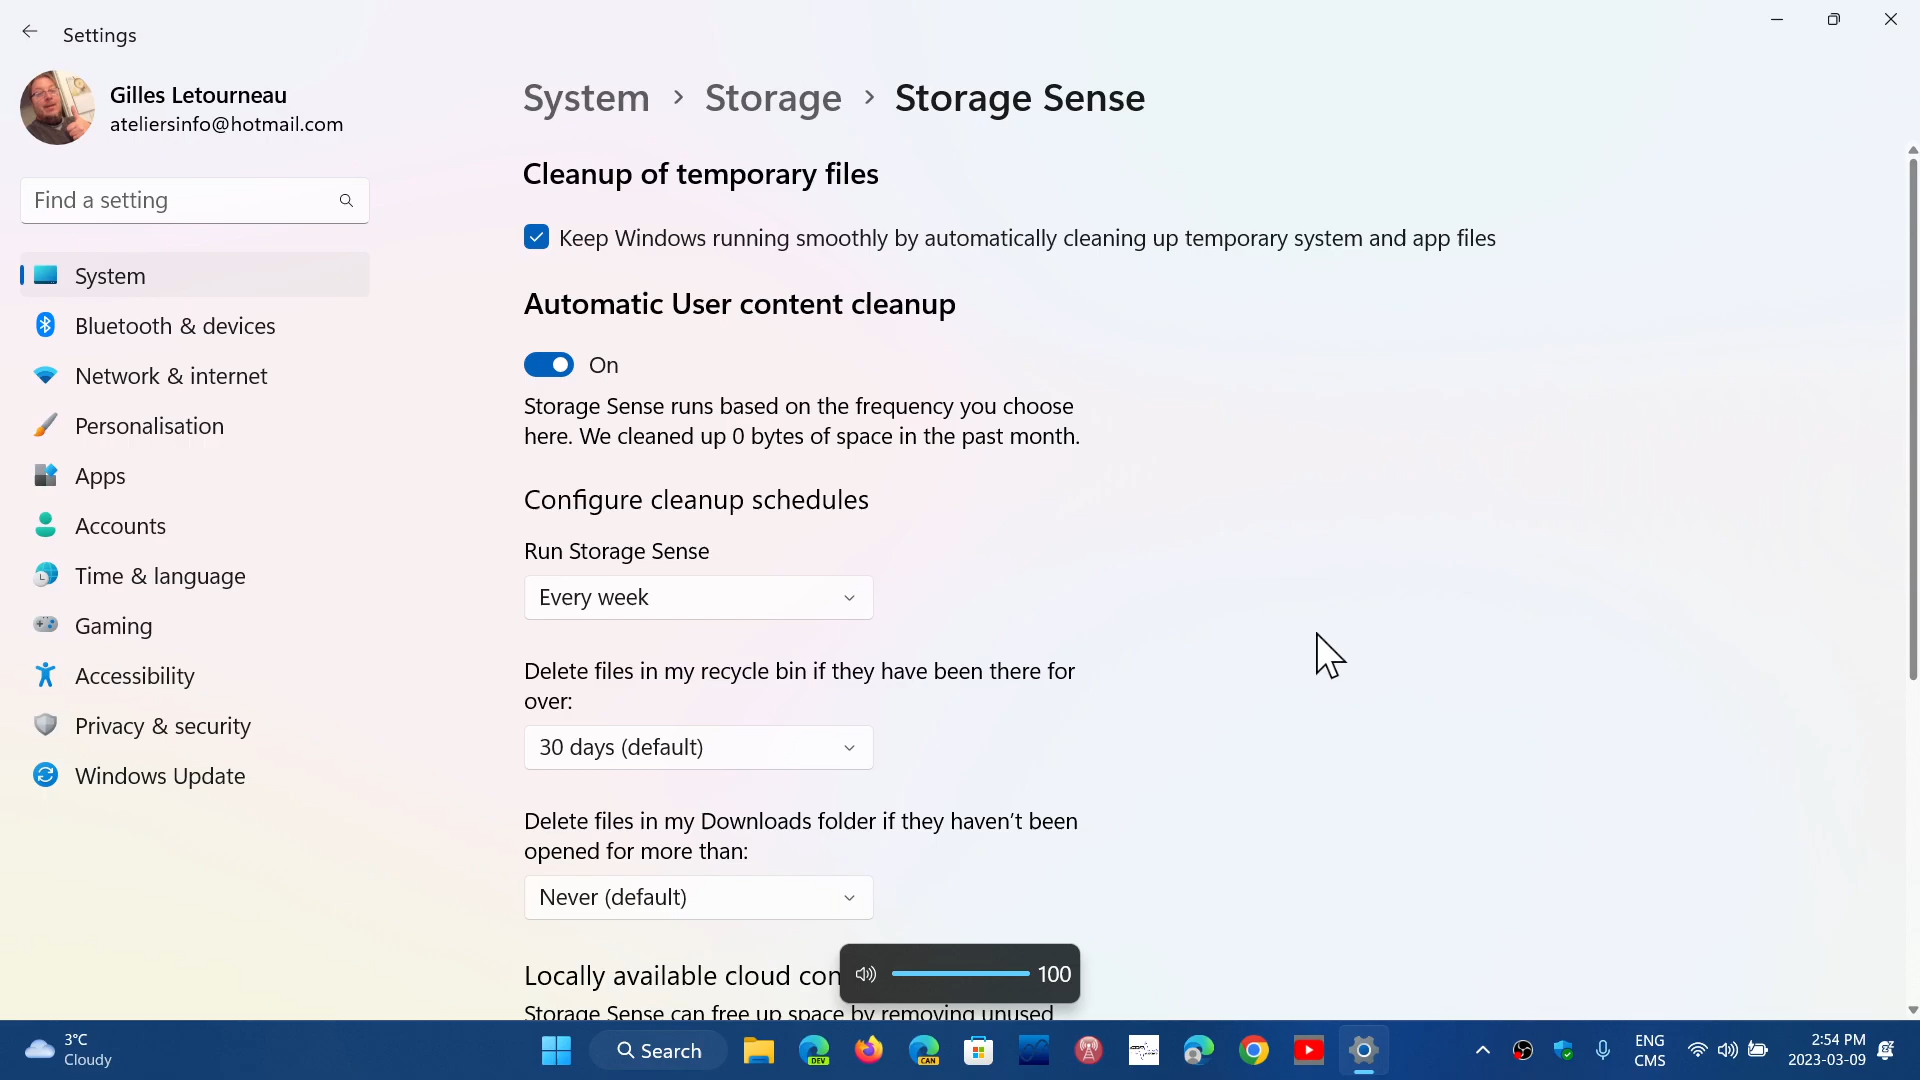 Settings
Gilles Letourneau
ateliersinfo@hotmail.com
Find a setting
System
Bluetooth & devices
Network & internet
Personalisation
Apps
Accounts
Time & language
Gaming
Accessibility
Privacy & security
Windows Update
System > Storage > Storage Sense
Cleanup of temporary files
Keep Windows running smoothly by automatically cleaning up temporary system and app files
Automatic User content cleanup
On
Storage Sense runs based on the frequency you choose
here. We cleaned up 0 bytes of space in the past month.
Configure cleanup schedules
Run Storage Sense
Every week
Delete files in my recycle bin if they have been there for
over:
30 days (default)
Delete files in my Downloads folder if they haven't been
opened for more than:
Never (default)
Locally available cloud con
100
Storage Sense can free up space by removing unused
3°C
Cloudy
Search
DEV
CAN
ENG
CMS
2:54 PM
2023-03-09